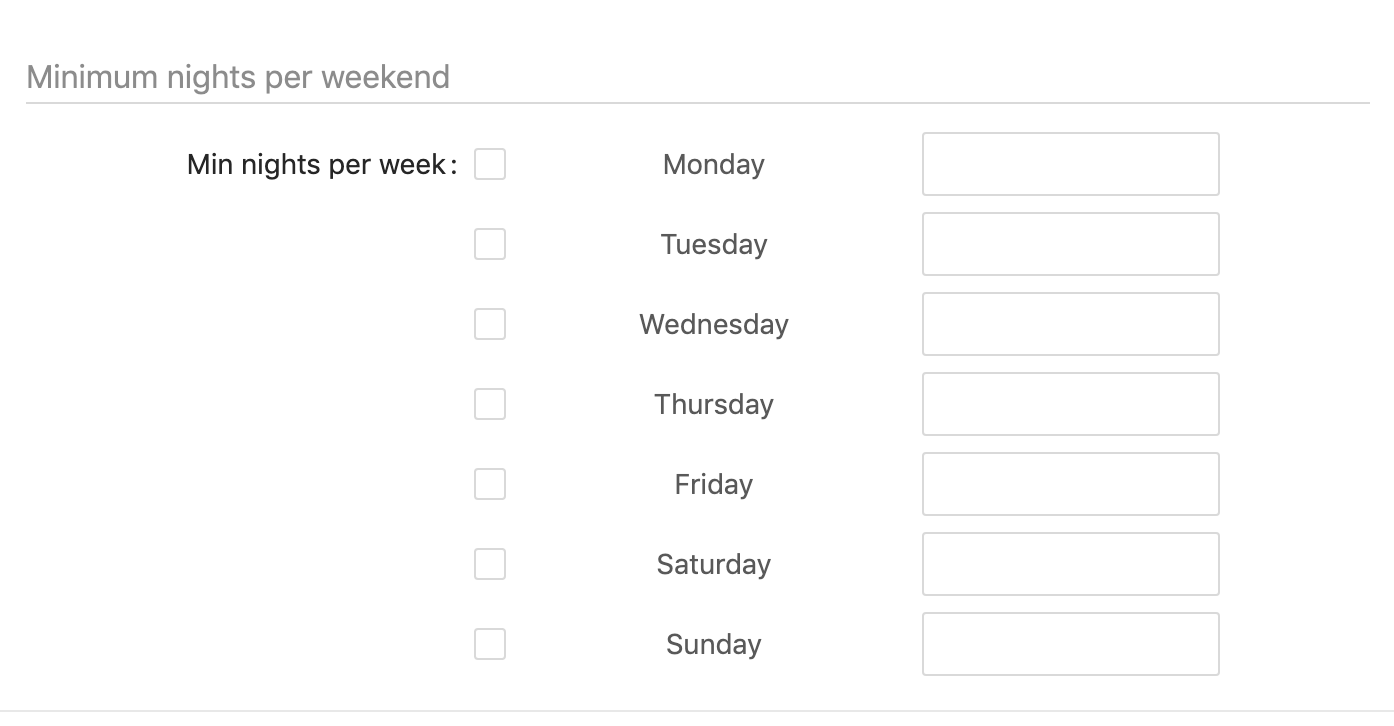 Minimum nights per weekend
Min nights per week:
Monday
Tuesday
Wednesday
Thursday
Friday
Saturday
Sunday